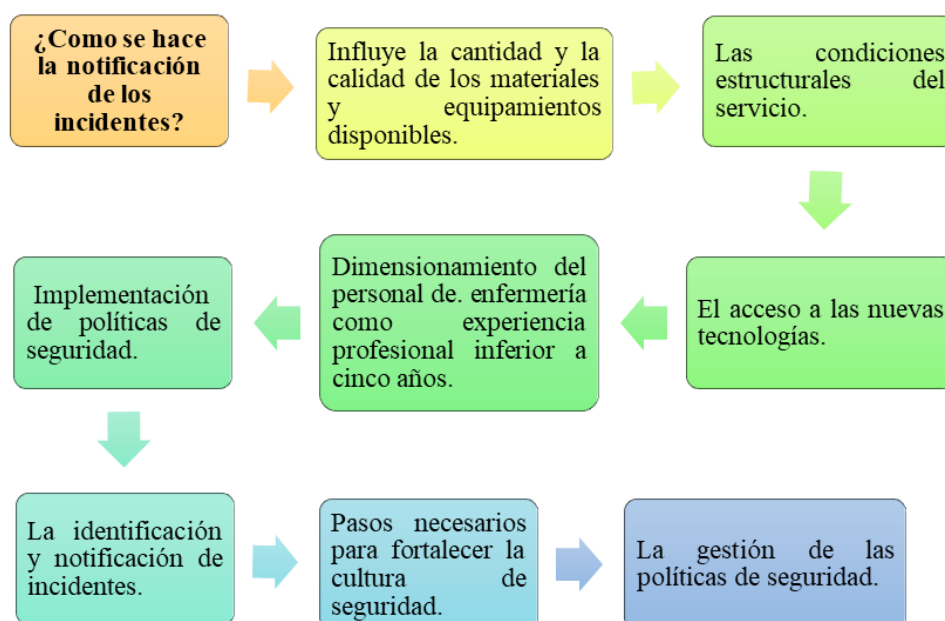 ¿Como se hace
la notificación
de los
incidentes?
Influye la cantidad y la
calidad de los materiales
y equipamientos
disponibles.
Las condiciones
estructurales del
servicio.
El acceso a las nuevas
tecnologías.
Dimensionamiento del
personal de. enfermería
como experiencia
profesional inferior a
cinco años.
Implementación
de políticas de
seguridad.
La identificación
y notificación de
incidentes.
Pasos necesarios
para fortalecer la
cultura de
seguridad.
La gestión de las
políticas de seguridad.